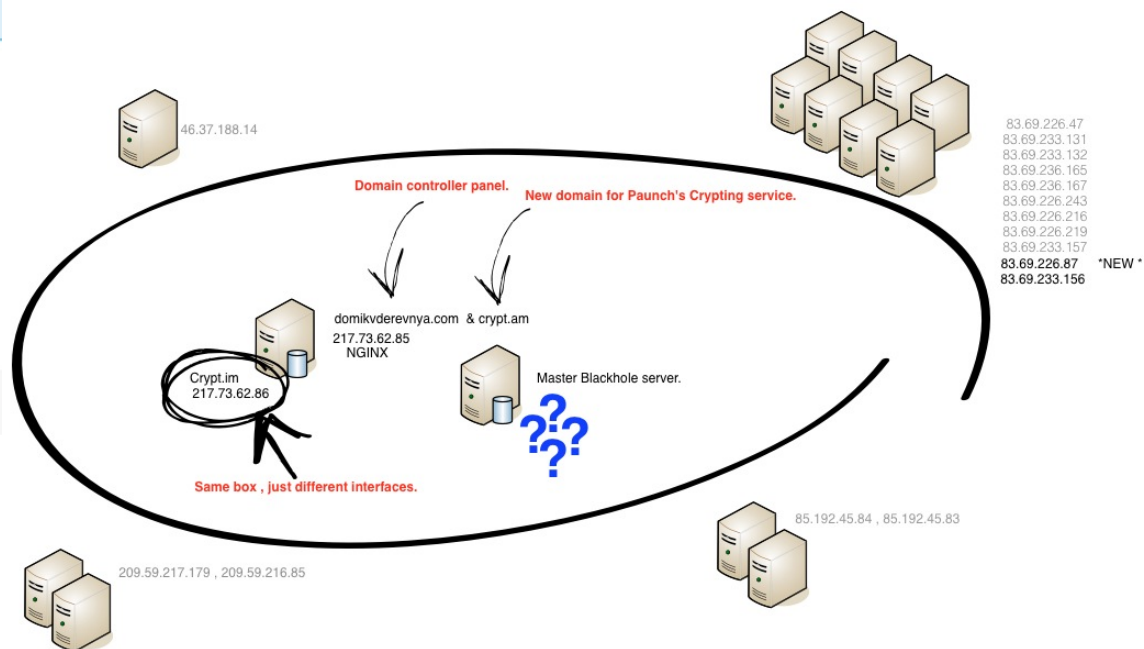 46.37.188.14
83.69.226.47
83.69.233.131
83.69.233.132
83.69.236.165
83.69.236.167
83.69.226.243
83.69.226.216
83.69.226.219
83.69.233.157
83.69.226.87 *NEW *
83.69.233.156
Domain controller panel.
New domain for Paunch's Crypting service.
domikvderevnya.com & crypt.am
217.73.62.85
NGINX
Crypt.im
217.73.62.86
Master Blackhole server.
? ? ? ?
Same box , just different interfaces.
85.192.45.84 , 85.192.45.83
209.59.217.179 , 209.59.216.85